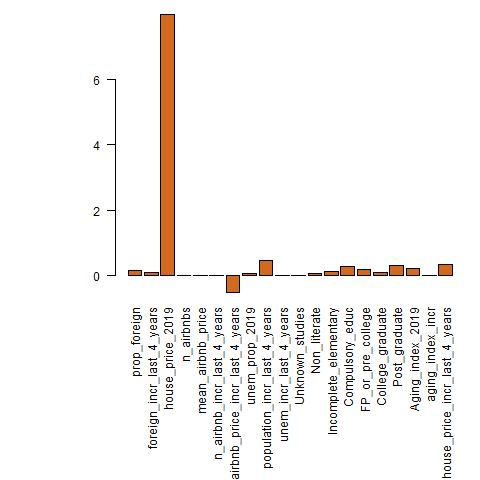 6
4
2
0
prop_foreign
foreign_incr_last_4_years
house_price_2019
n_airbnbs
mean_airbnb_price
n_airbnb_incr_last_4_years
airbnb_price_incr_last_4_years
unem_prop_2019
population_incr_last_4_years
unem_incr_last_4_years
Unknown_studies
Non_literate
Incomplete_elementary
Compulsory_educ
FP_or_pre_college
College_graduate
Post_graduate
Aging_index_2019
aging_index_incr
house_price_incr_last_4_years